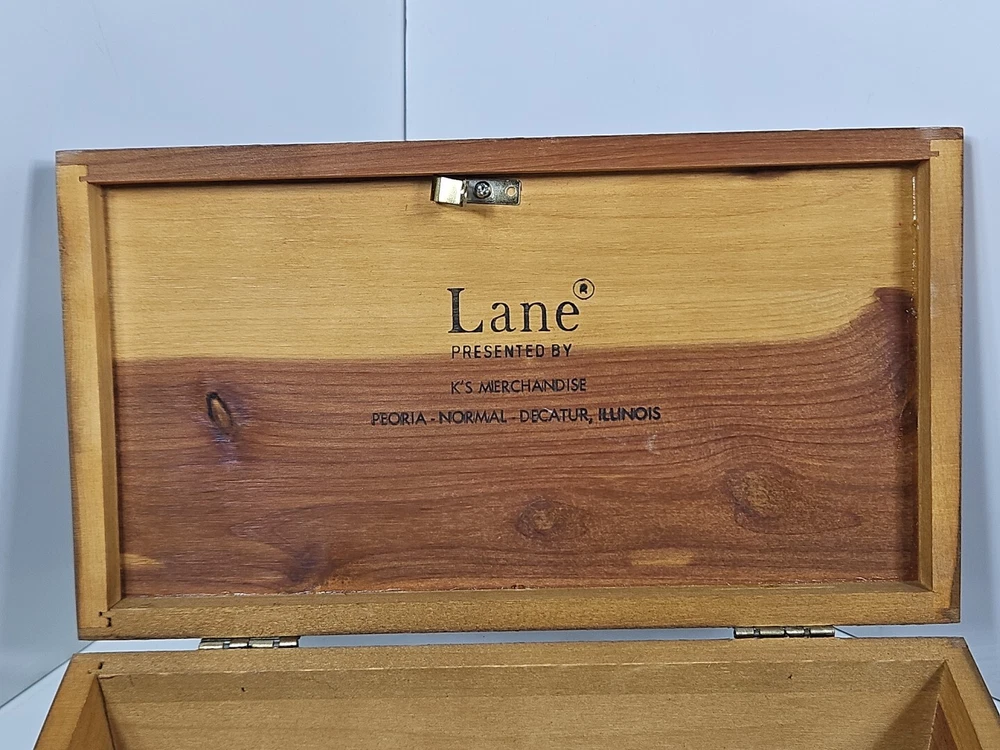 Lane®
PRESENTED BY
K'S MERCHANDISE
PEORIA - NORMAL - DECATUR, ILLINOIS